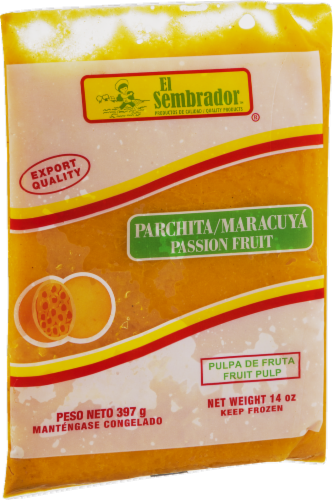 El
Sembrador
PRODUCTOS DE CALIDAD / QUALITY PRODUCTS
®
EXPORT
QUALITY
PARCHITA/MARACUYÁ
PASSION FRUIT
PULPA DE FRUTA
FRUIT PULP
PESO NETO 397 g
MANTÉNGASE CONGELADO
NET WEIGHT 14 oz
KEEP FROZEN